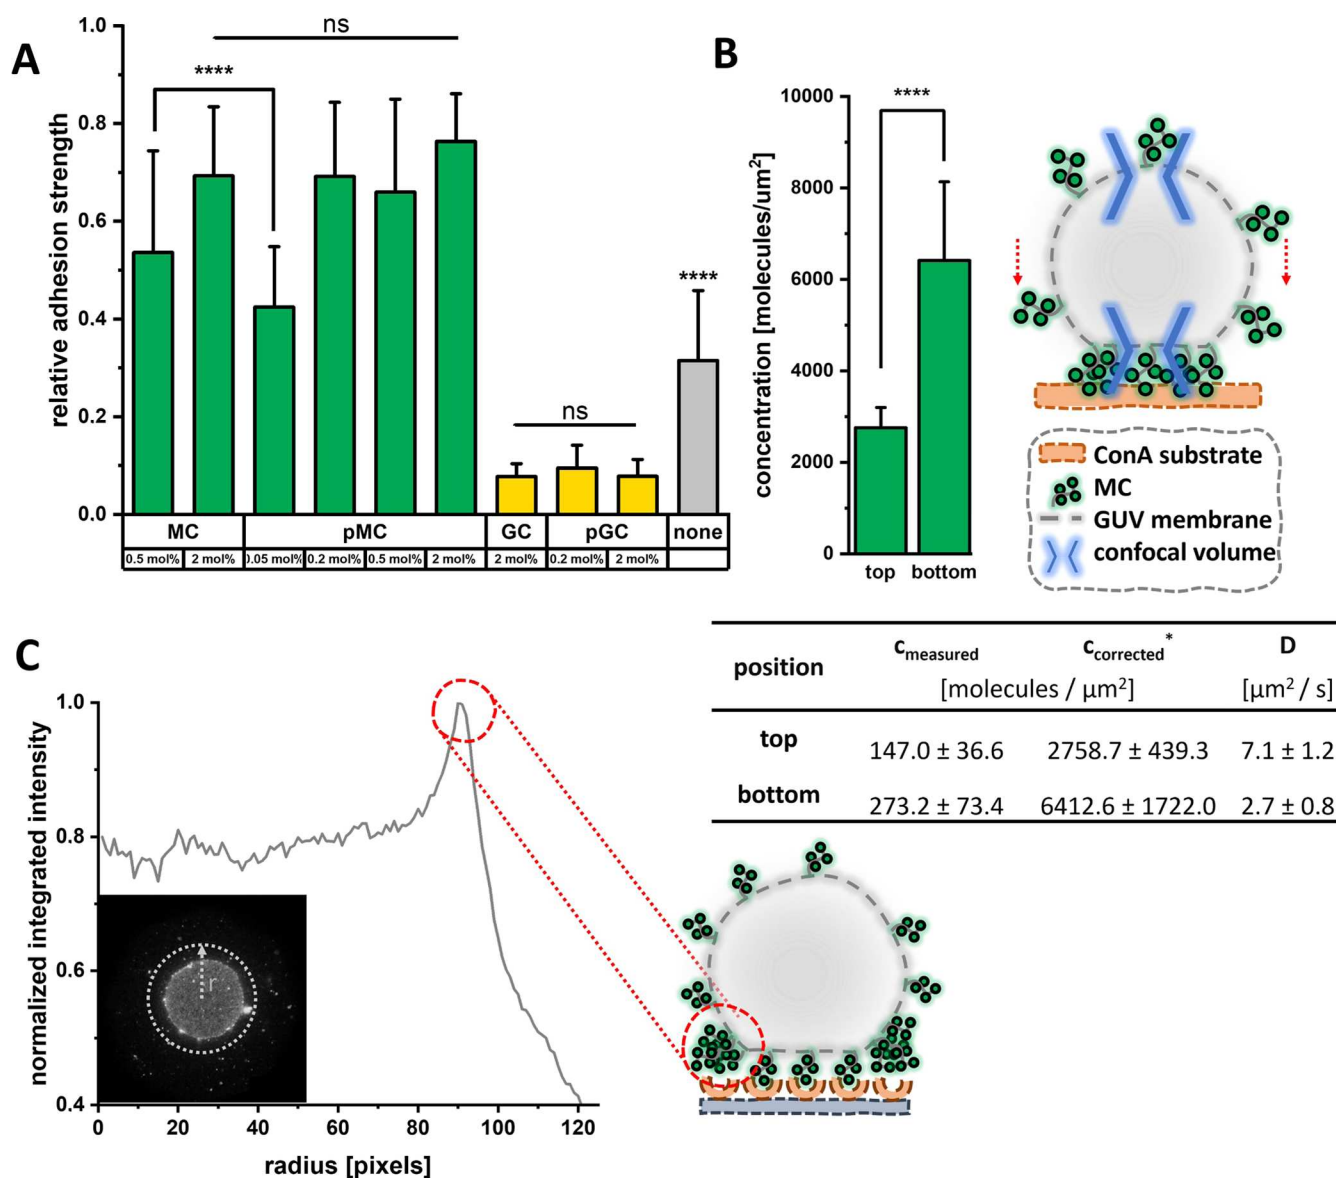 A
1.0
ns
****
0.8
0.6
****
0.4
0.2
0.0
relative adhesion strength
ns
MC
pMC
GC
pGC
none
0.5 mol%
2 mol%
0.05 mol%
0.2 mol%
0.5 mol%
2 mol%
2 mol%
0.2 mol%
2 mol%
B
10000
****
8000
6000
4000
2000
0
concentration [molecules/um²]
top
bottom
ConA substrate
MC
GUV membrane
confocal volume
position
c measured
c corrected *
D
[molecules / µm²]
[µm² / s]
top
147.0 ± 36.6
2758.7 ± 439.3
7.1 ± 1.2
bottom
273.2 ± 73.4
6412.6 ± 1722.0
2.7 ± 0.8
C
1.0
0.8
0.6
0.4
normalized integrated intensity
r
0
20
40
60
80
100
120
radius [pixels]